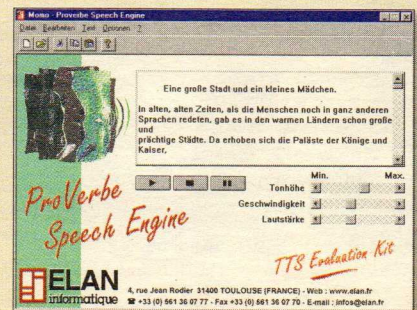 Momo - Proverbe Speech Engine
Datei Bearbeiten Text Optionen ?
Eine große Stadt und ein kleines Mädchen.
In alten, alten Zeiten, als die Menschen noch in ganz anderen
Sprachen redeten, gab es in den warmen Ländern schon große
und
prächtige Städte. Da erhoben sich die Paläste der Könige und
Kaiser,
Min. Max.
Tonhöhe
Geschwindigkeit
Lautstärke
ProVerbe
Speech Engine
TTS Evaluation Kit
ELAN
informatique
4, rue Jean Rodier 31400 TOULOUSE (FRANCE) - Web : www.elan.fr
☎ +33 (0) 561 36 07 77 - Fax +33 (0) 561 36 07 70 - E-mail : infos@elan.fr